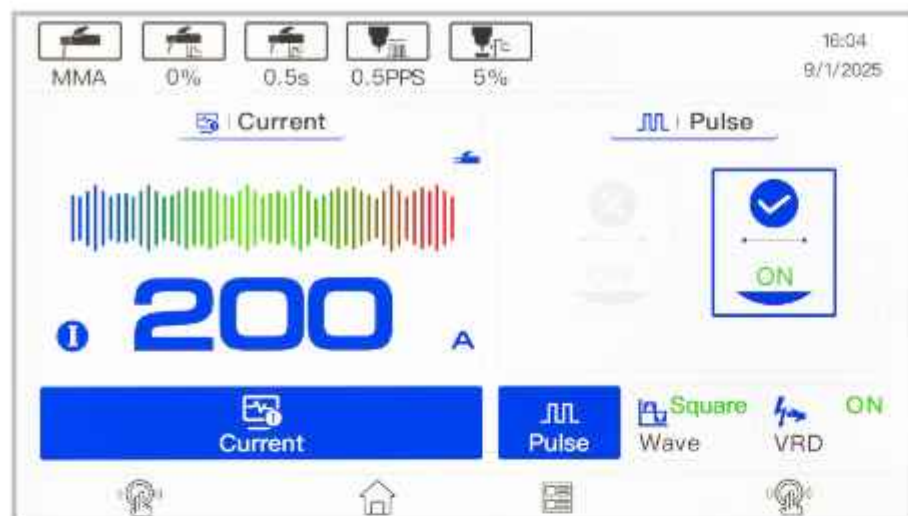 16:04
MMA 0% 0.5s 0.5PPS 5%
9/1/2025
Current
Pulse
ON
200
A
Current
Pulse
Square
Wave
ON
VRD